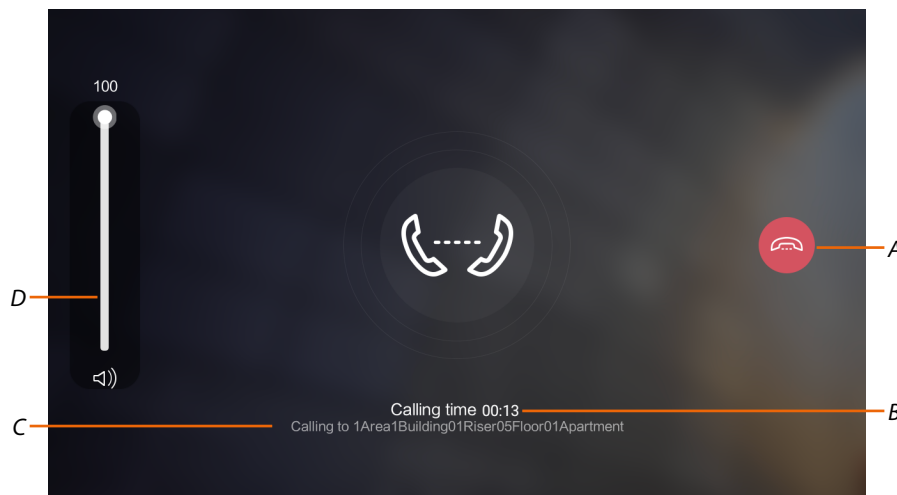 100
A
D
Calling time 00:13
B
Calling to 1Area1Building01Riser05Floor01Apartment
C